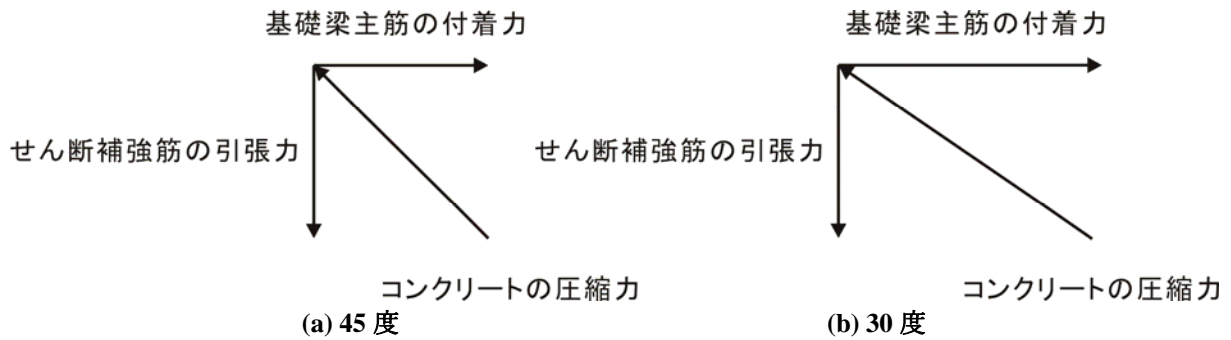 基礎梁主筋の付着力
せん断補強筋の引張力
コンクリートの圧縮力
(a) 45 度
基礎梁主筋の付着力
せん断補強筋の引張力
コンクリートの圧縮力
(b) 30 度